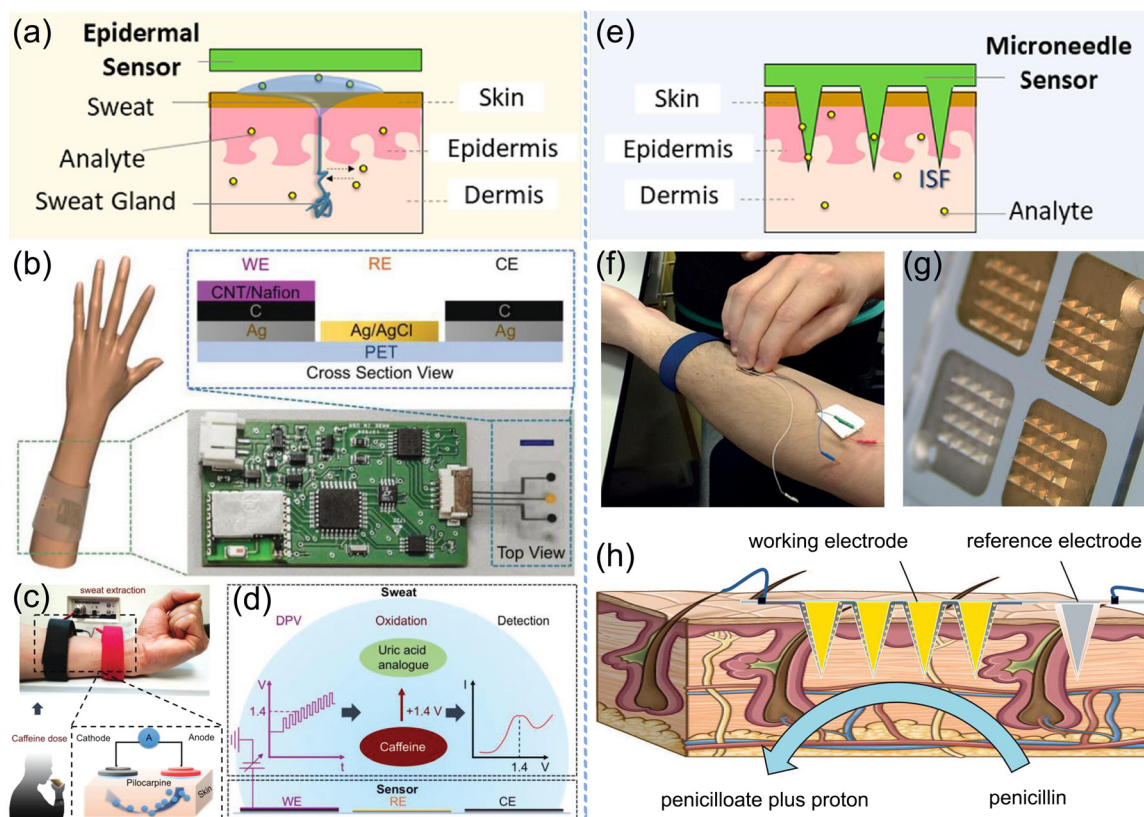 (a)
Epidermal
Sensor
Sweat
Analyte
Sweat Gland
Skin
Epidermis
Dermis
(e)
Microneedle
Sensor
Skin
Epidermis
Dermis
ISF
Analyte
(b)
WE
RE
CE
CNT/Nafion
C
C
Ag
Ag/AgCl
Ag
PET
Cross Section View
Top View
(f)
(g)
(c)
sweat extraction
Caffeine dose
Cathode
A
Anode
Pilocarpine
Skin
(d)
Sweat
DPV
Oxidation
Detection
Uric acid
analogue
V
1.4
t
+1.4 V
Caffeine
I
1.4
V
Sensor
WE
RE
CE
(h)
working electrode
reference electrode
penicilloate plus proton
penicillin